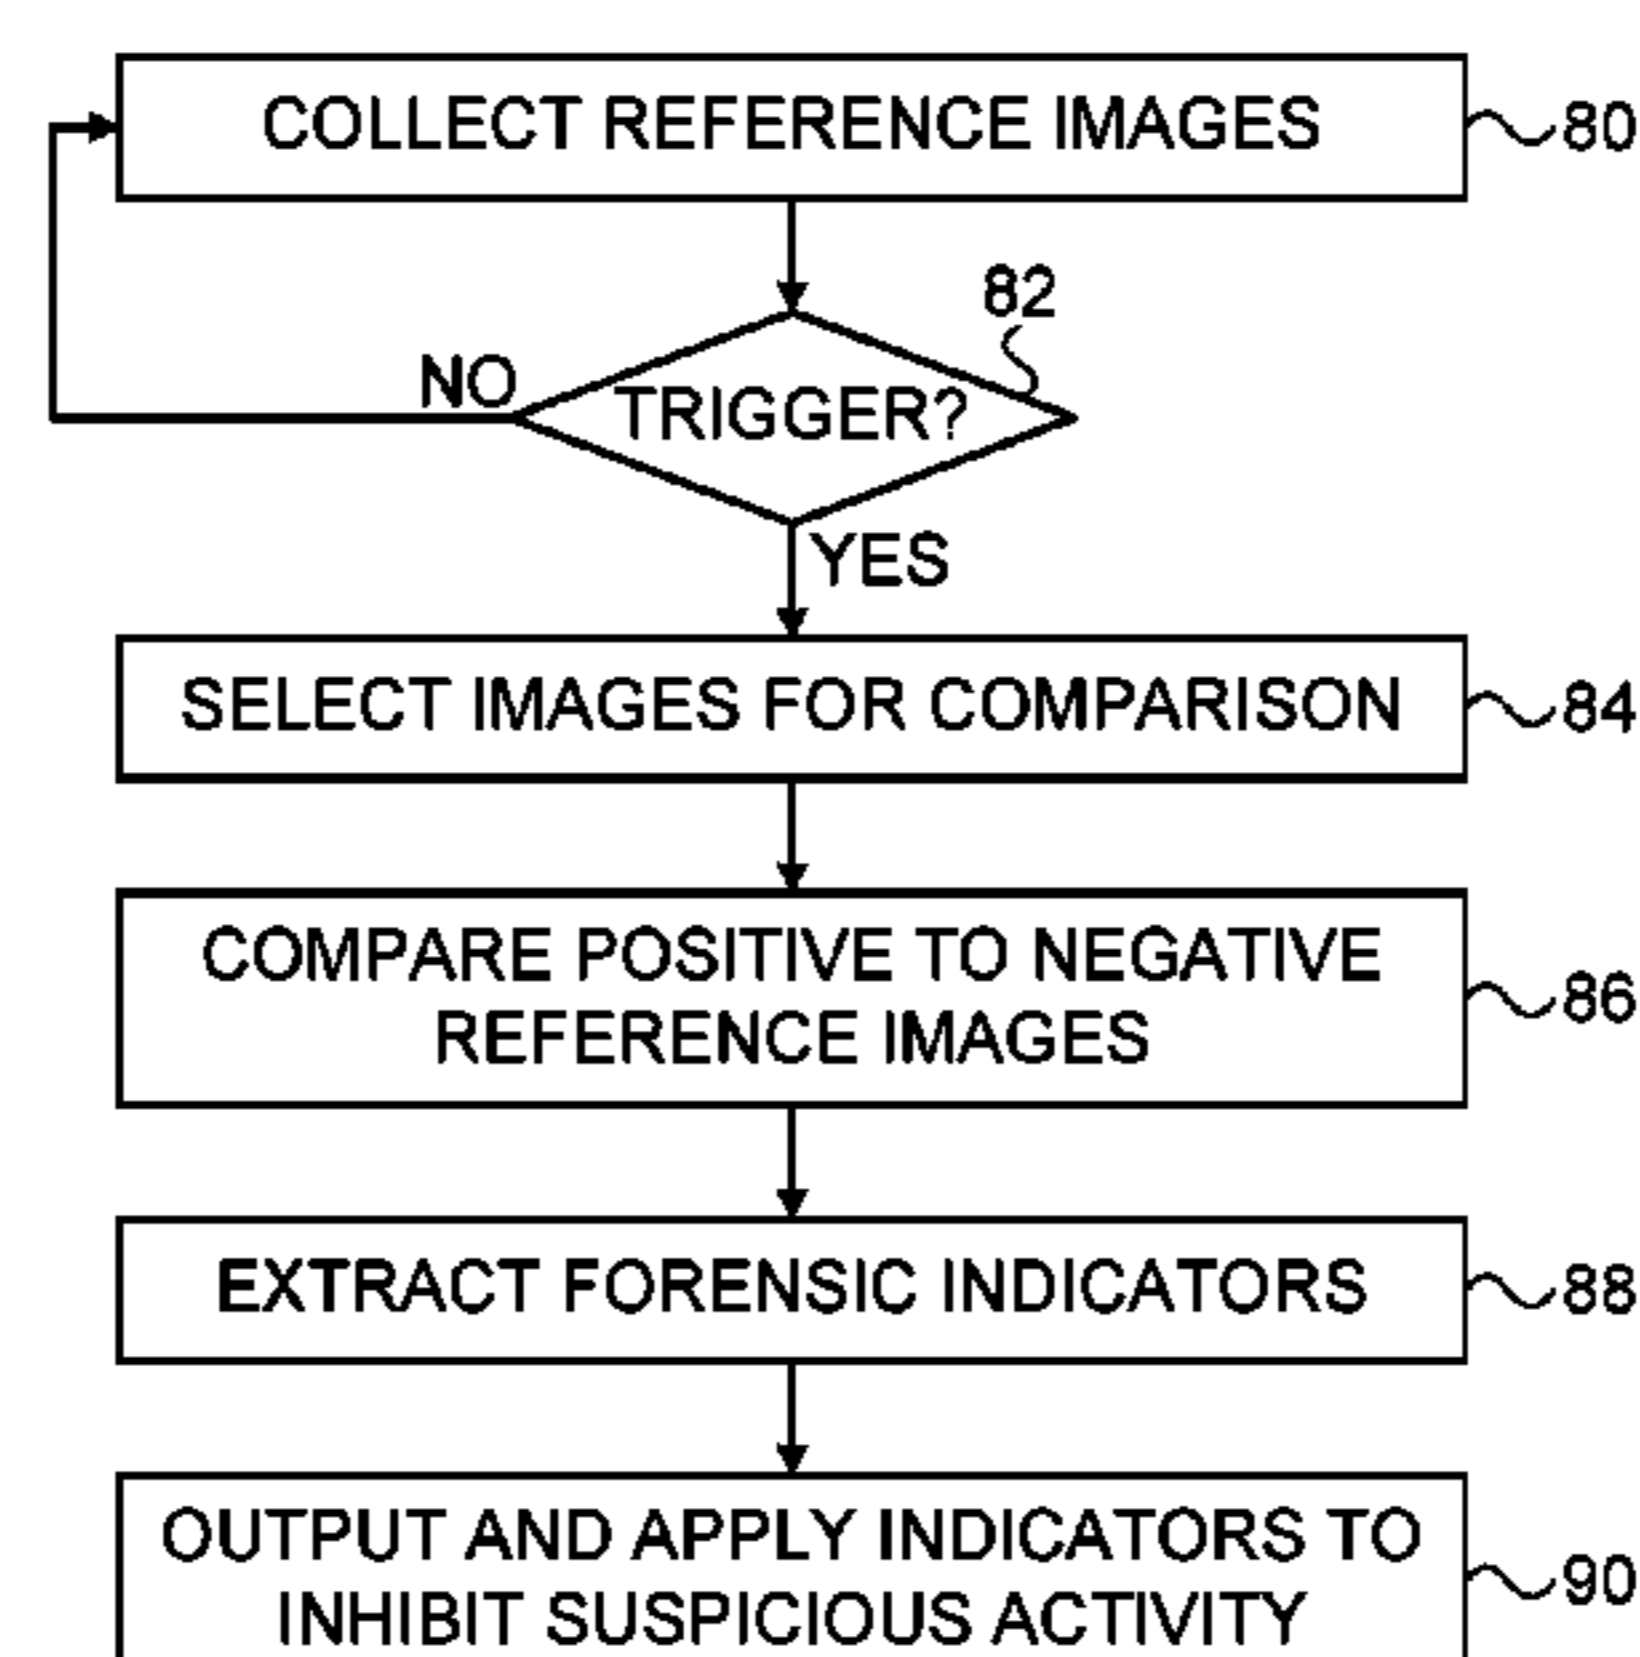 COLLECT REFERENCE IMAGES
80
82
NO
TRIGGER?
YES
SELECT IMAGES FOR COMPARISON
84
COMPARE POSITIVE TO NEGATIVE
REFERENCE IMAGES
86
EXTRACT FORENSIC INDICATORS
88
OUTPUT AND APPLY INDICATORS TO
INHIBIT SUSPICIOUS ACTIVITY
90